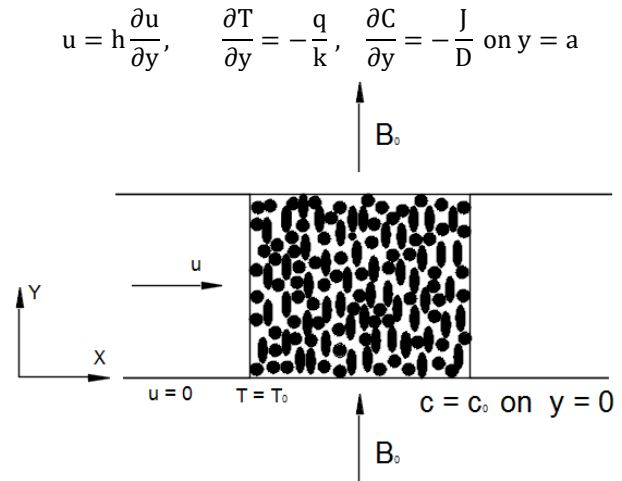 u = h ∂u/∂y, ∂T/∂y = − q/k , ∂C/∂y = − J/D on y = a
B₀
u
Y
X
u = 0 T = T₀ c = c₀ on y = 0
B₀